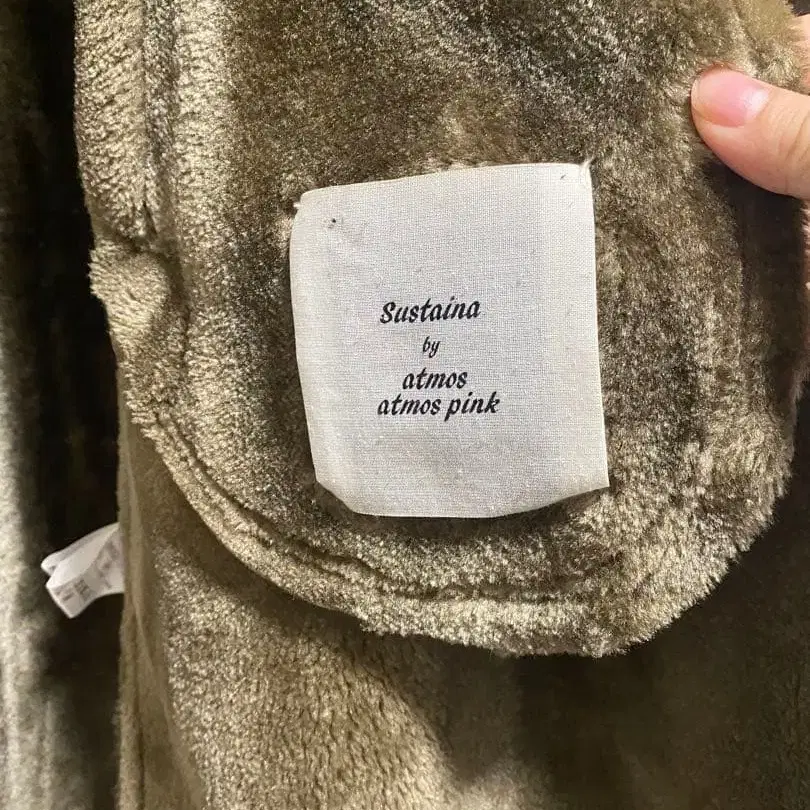 Sustaina
by
atmos
atmos pink